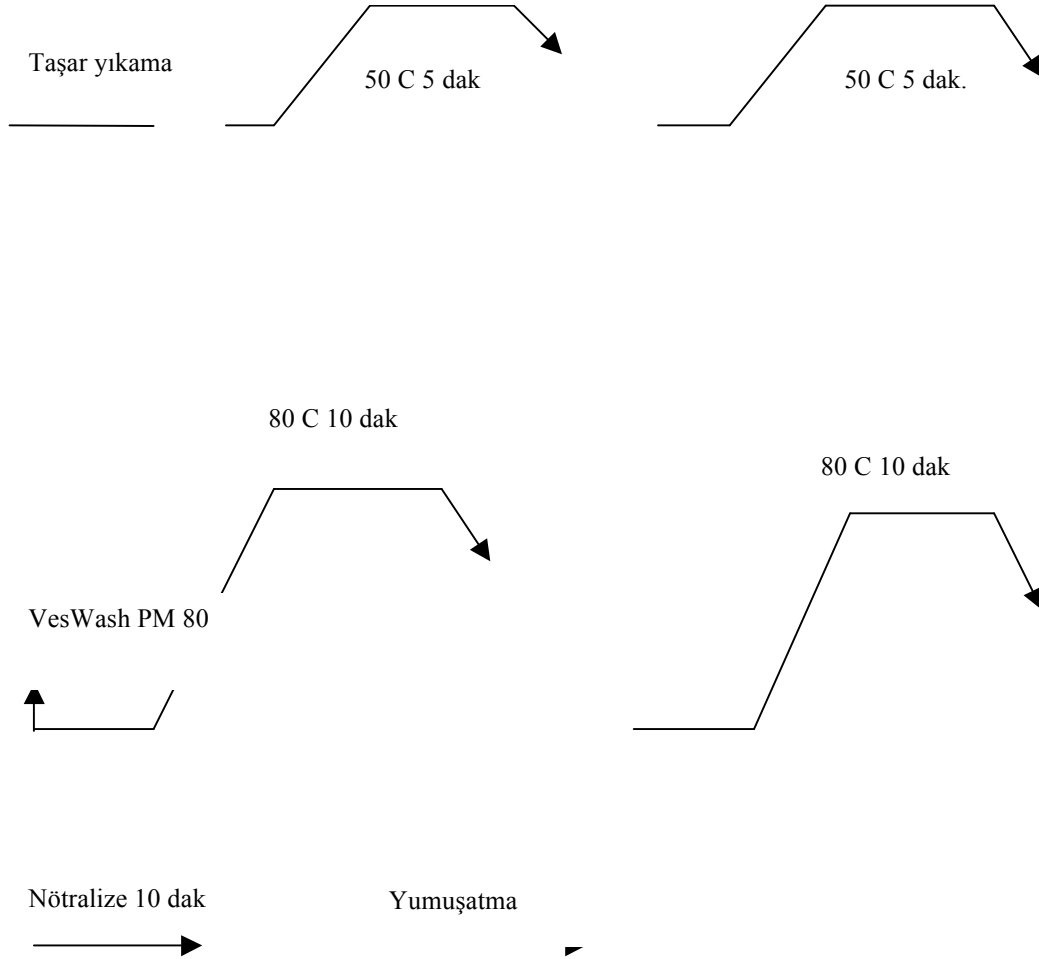 Taşar yıkama
50 C 5 dak
50 C 5 dak.
80 C 10 dak
80 C 10 dak
VesWash PM 80
Nötralize 10 dak
Yumuşatma